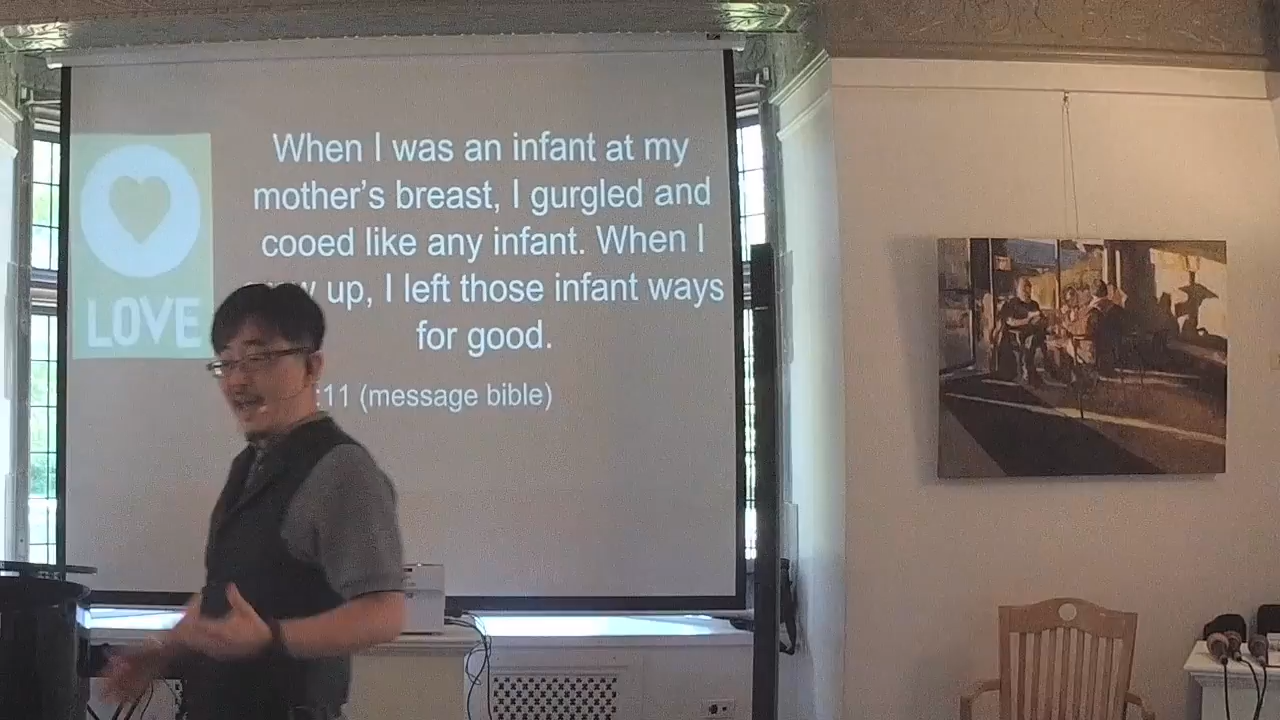 When I was an infant at my
mother's breast, I gurgled and
cooed like any infant. When I
up, I left those infant ways
for good.
:11 (message bible)
LOVE